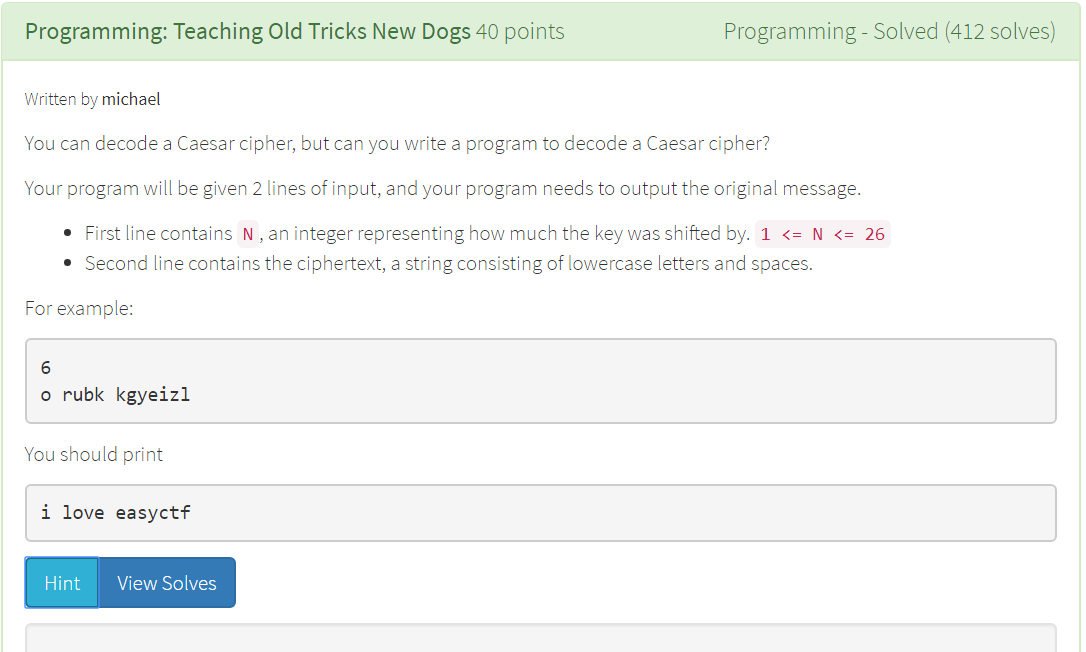 Programming: Teaching Old Tricks New Dogs 40 points
Programming - Solved (412 solves)
Written by michael
You can decode a Caesar cipher, but can you write a program to decode a Caesar cipher?
Your program will be given 2 lines of input, and your program needs to output the original message.
First line contains N, an integer representing how much the key was shifted by. 1 <= N <= 26
Second line contains the ciphertext, a string consisting of lowercase letters and spaces.
For example:
6
o rubk kgyeizl
You should print
i love easyctf
Hint
View Solves